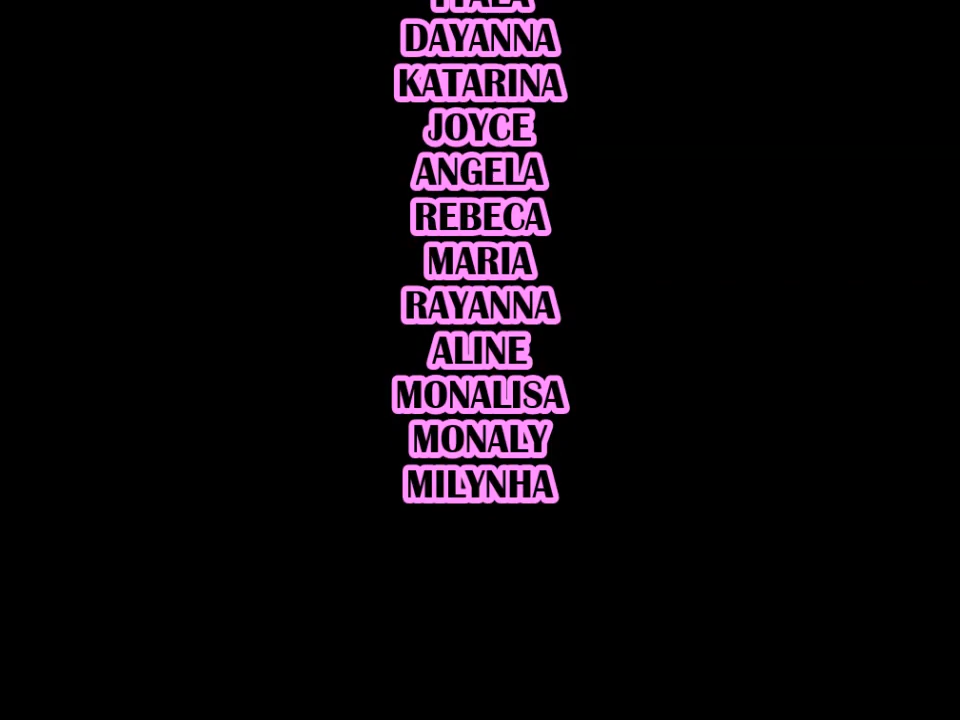 DAYANNA
KATARINA
JOYCE
ANGELA
REBECA
MARIA
RAYANNA
ALINE
MONALISA
MONALY
MILYNHA